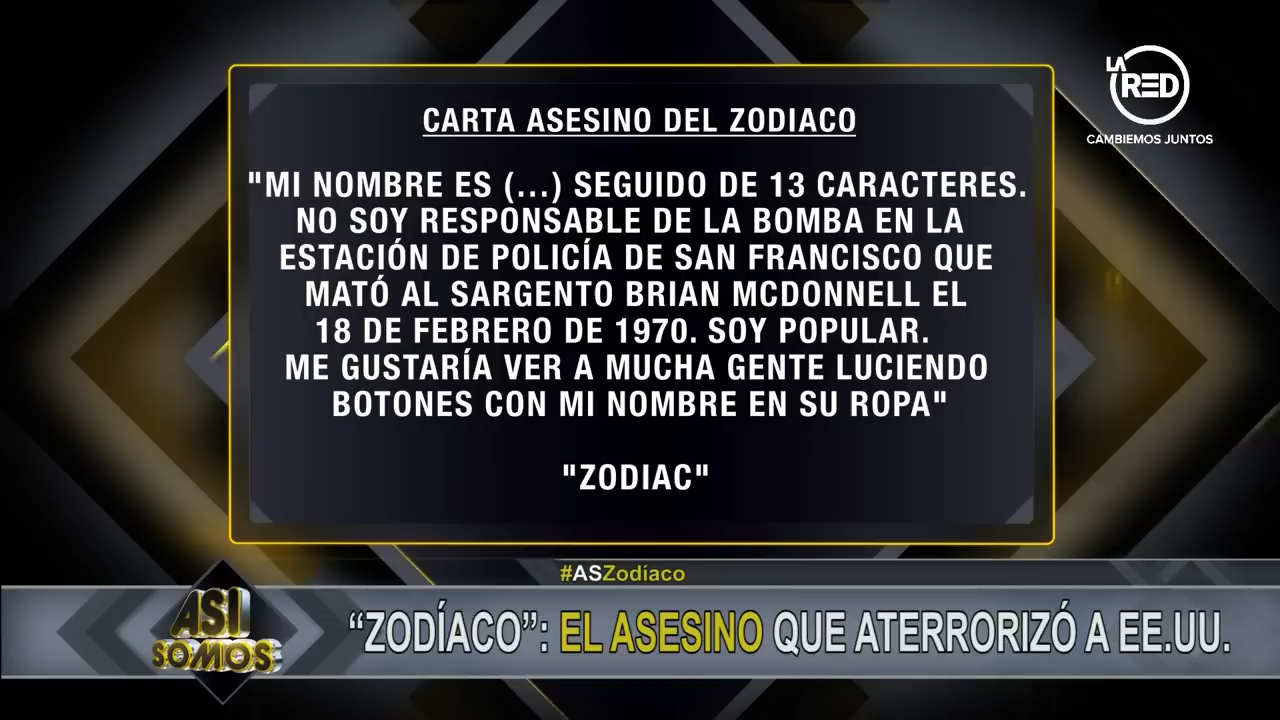 LA
RED
CAMBIEMOS JUNTOS
CARTA ASESINO DEL ZODIACO
"MI NOMBRE ES (...) SEGUIDO DE 13 CARACTERES.
NO SOY RESPONSABLE DE LA BOMBA EN LA
ESTACIÓN DE POLICÍA DE SAN FRANCISCO QUE
MATÓ AL SARGENTO BRIAN MCDONNELL EL
18 DE FEBRERO DE 1970. SOY POPULAR.
ME GUSTARÍA VER A MUCHA GENTE LUCIENDO
BOTONES CON MI NOMBRE EN SU ROPA"
"ZODIAC"
#ASZodíaco
ASI
SOMOS
“ZODÍACO”: EL ASESINO QUE ATERRORIZÓ A EE.UU.